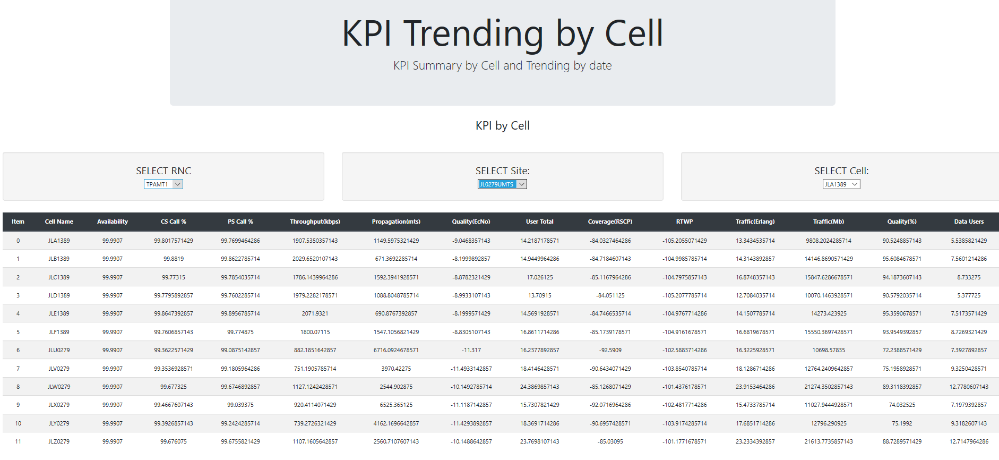 KPI Trending by Cell
KPI Summary by Cell and Trending by date
KPI by Cell
SELECT RNC
TPAMT1
SELECT Site:
JL0279UMTS
SELECT Cell:
JLA1389
Item Cell Name Availability CS Call % PS Call % Throughput(kbps) Propagation(mts) Quality(EcNo) User Total Coverage(RSCP) RTWP Traffic(Erlang) Traffic(Mb) Quality(%) Data Users
0 JLA1389 99.9907 99.8017571429 99.7699464286 1907.5350357143 1149.5975321429 -9.0468357143 14.2187178571 -84.0327464286 -105.2055071429 13.3434535714 9808.2024285714 90.5248857143 5.5385821429
1 JLB1389 99.9907 99.8819 99.8622785714 2029.6520107143 671.3692285714 -8.1999892857 14.9449964286 -84.7184607143 -104.9985785714 14.3143892857 14146.8690571429 95.6084678571 7.5601214286
2 JLC1389 99.9907 99.77315 99.7854035714 1786.1439964286 1592.3941928571 -8.8782321429 17.026125 -85.1167964286 -104.7975857143 16.8748357143 15847.6286678571 94.1873607143 8.733275
3 JLD1389 99.9907 99.7795892857 99.7602285714 1979.2282178571 1088.8048785714 -8.9933107143 13.70915 -84.051125 -105.2077785714 12.7084035714 10070.1463928571 90.5792035714 5.377725
4 JLE1389 99.9907 99.8647392857 99.8956785714 2071.9321 690.8767392857 -8.1999571429 14.5691928571 -84.7466535714 -104.9767714286 14.1507785714 14273.423925 95.3590678571 7.5173571429
5 JLF1389 99.9907 99.7606857143 99.774875 1800.07115 1547.1056821429 -8.8305107143 16.8611714286 -85.1739178571 -104.9161678571 16.6819678571 15550.3697428571 93.9549392857 8.7269321429
6 JLU0279 99.9907 99.3622571429 99.0875142857 882.1851642857 6716.0924678571 -11.317 16.2377892857 -92.5909 -102.5883714286 16.3225928571 10698.57835 72.2388571429 7.3927892857
7 JLV0279 99.9907 99.3536928571 99.1805964286 751.1905785714 3970.42275 -11.4933142857 18.4146428571 -90.6434071429 -103.8540785714 18.1286714286 12764.2409642857 75.1958928571 9.3250428571
8 JLW0279 99.9907 99.677325 99.6746892857 1127.1242428571 2544.902875 -10.1492785714 24.3869857143 -85.1268071429 -101.4376178571 23.9153464286 21274.3502857143 89.3118392857 12.7780607143
9 JLX0279 99.9907 99.4667607143 99.039375 920.4114071429 6525.365125 -11.1187142857 15.7307821429 -92.0716964286 -102.4817714286 15.4733785714 11027.9444928571 74.032525 7.1979392857
10 JLY0279 99.9907 99.3926857143 99.2424285714 739.2726321429 4162.1696642857 -11.4293892857 18.3691714286 -90.6957428571 -103.9174285714 17.6851714286 12796.290925 75.1992 9.3182607143
11 JLZ0279 99.9907 99.676075 99.6755821429 1107.1605642857 2560.7107607143 -10.1488642857 23.7698107143 -85.03095 -101.1771678571 23.2334392857 21613.7735857143 88.7289571429 12.7147964286